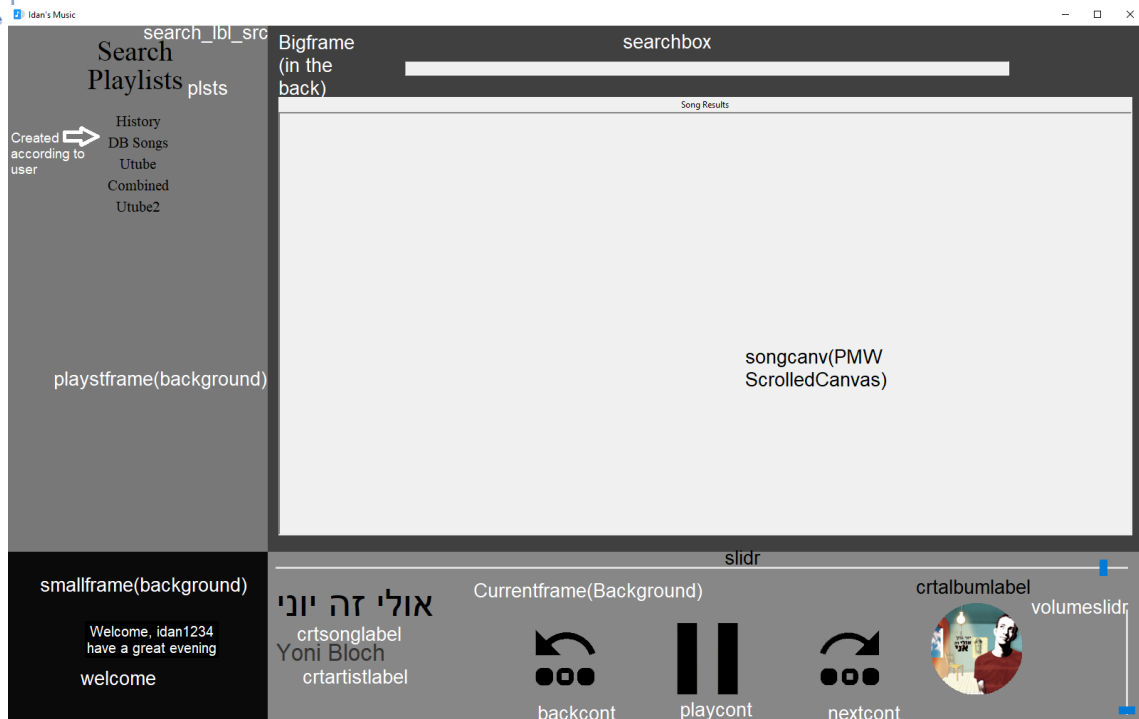 Idan's Music
search_lbl_src
Search
Playlists
plsts
History
Created
DB Songs
according to
user
Utube
Combined
Utube2
playstframe(background)
Bigframe
(in the
back)
searchbox
Song Results
songcanv(PMW
ScrolledCanvas)
smallframe(background)
Welcome, idan1234
have a great evening
welcome
slidr
Currentframe(Background)
אולי זה יוני
crtsonglabel
Yoni Bloch
crtartistlabel
backcont
playcont
nextcont
crtalbumlabel
volumeslidr